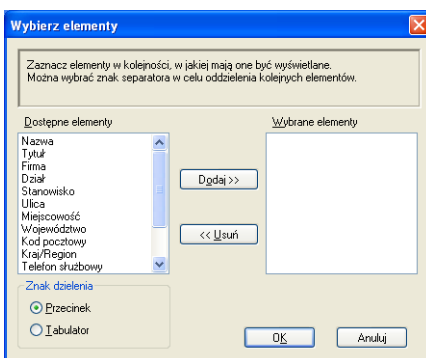 Wybierz elementy
Zaznacz elementy w kolejności, w jakiej mają one być wyświetlane.
Można wybrać znak separatora w celu oddzielenia kolejnych elementów.
Dostępne elementy
Wybrane elementy
Nazwa
Tytuł
Firma
Dział
Stanowisko
Ulica
Miejscowość
Województwo
Kod pocztowy
Kraj/Region
Telefon służbowy
Dodaj >>
<< Usuń
Znak dzielenia
Przecinek
Tabulator
OK
Anuluj